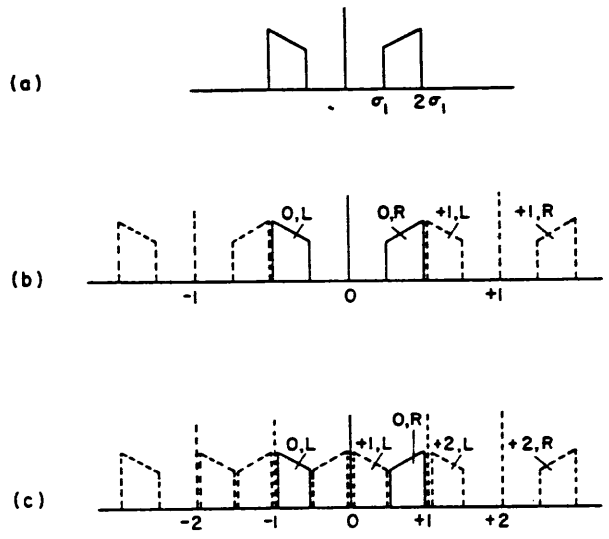 (a)
σ₁ 2σ₁
0,L 0,R +1,L +1,R
(b)
-1 0 +1
0,R
0,L +1,L +2,L +2,R
(c)
-2 -1 0 +1 +2